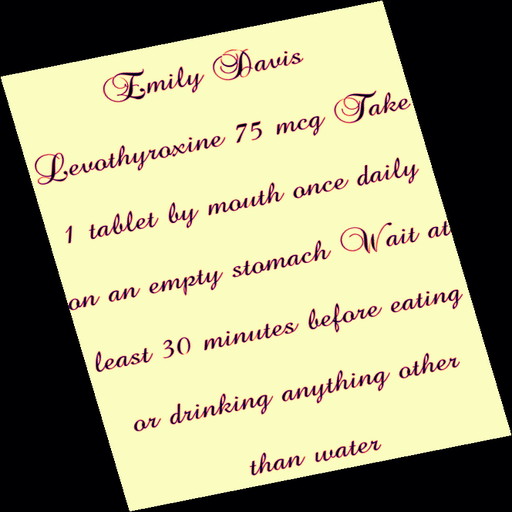 Emily Davis
Levothyroxine 75 mcg Take
1 tablet by mouth once daily
on an empty stomach Wait at
least 30 minutes before eating
or drinking anything other
than water